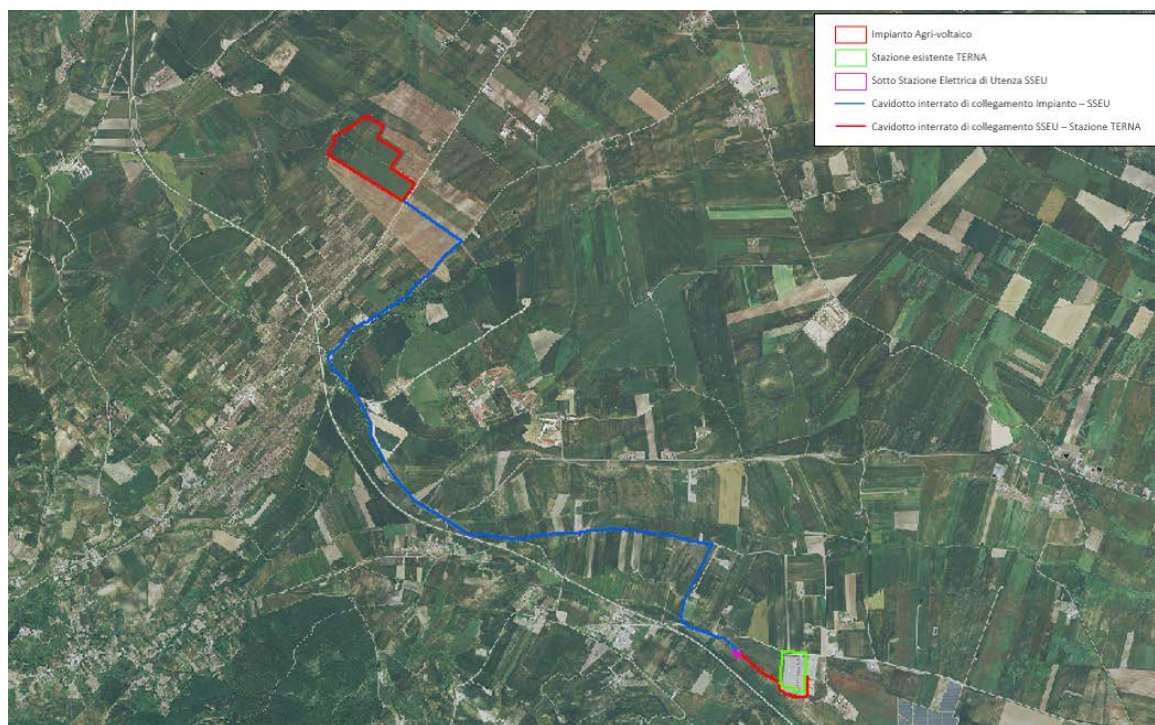 Impianto Agri-voltaico
Stazione esistente TERNA
Sotto Stazione Elettrica di Utenza SSEU
Cavidotto interrato di collegamento Impianto – SSEU
Cavidotto interrato di collegamento SSEU – Stazione TERNA